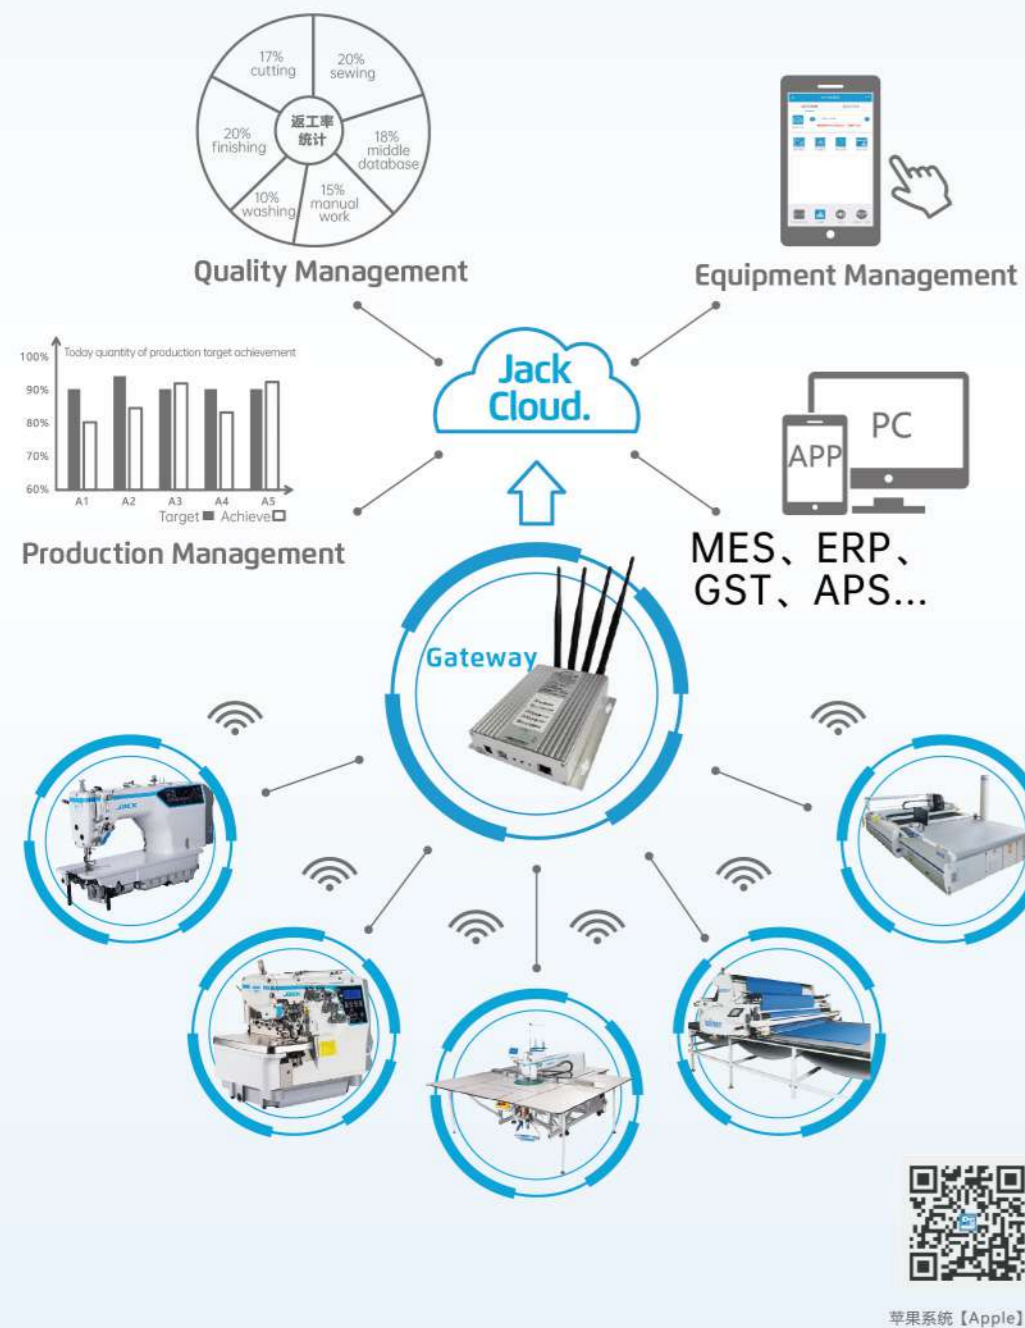 17%
cutting
20%
sewing
20%
finishing
返工率
统计
18%
middle
database
10%
washing
15%
manual
work
Quality Management
Equipment Management
Today quantity of production target achievement
100%
90%
80%
70%
60%
A1 A2 A3 A4 A5
Target Achieve
Production Management
Jack
Cloud.
APP
PC
MES、ERP、
GST、APS...
Gateway
JACK
JACK
苹果系统【Apple】